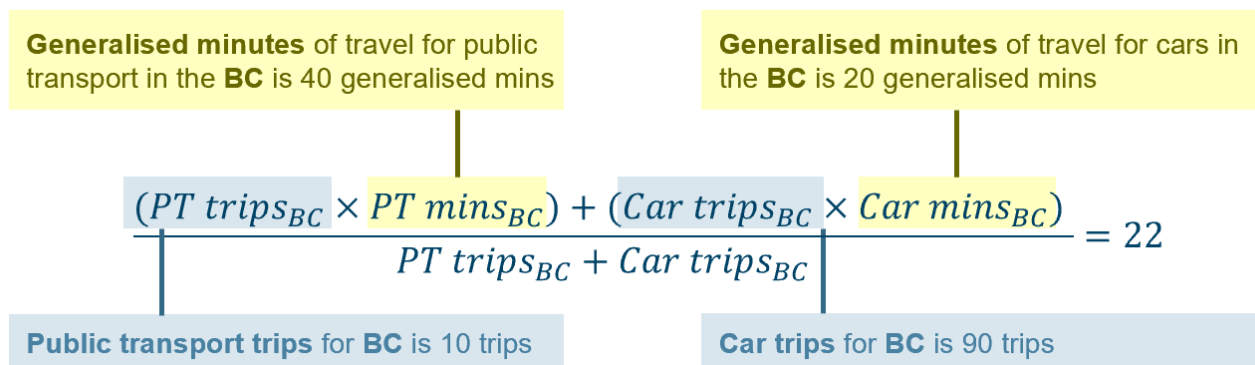 Generalised minutes of travel for public
transport in the BC is 40 generalised mins
Generalised minutes of travel for cars in
the BC is 20 generalised mins
(PT trips_BC × PT mins_BC) + (Car trips_BC × Car mins_BC)
PT trips_BC + Car trips_BC
= 22
Public transport trips for BC is 10 trips
Car trips for BC is 90 trips